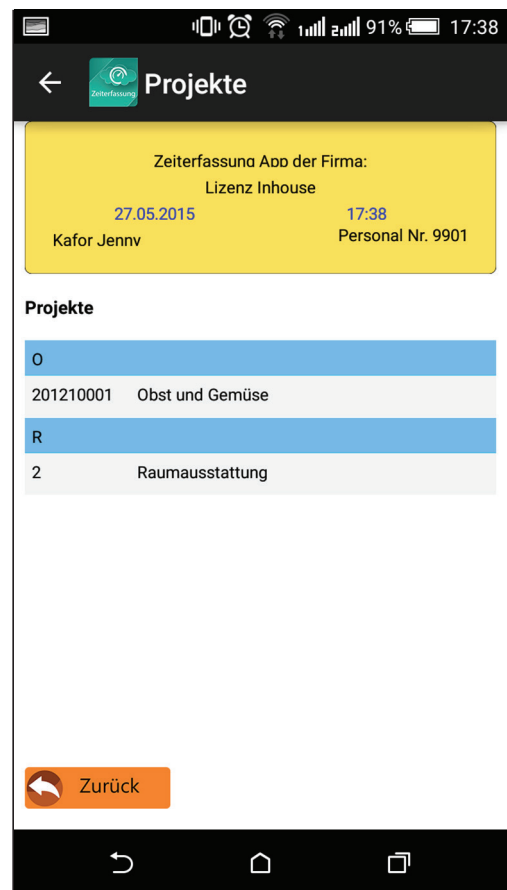 91% 17:38
Zeiterfassung
Projekte
Zeiterfassung App der Firma:
Lizenz Inhouse
27.05.2015 17:38
Kafor Jenny Personal Nr. 9901
Projekte
O
201210001 Obst und Gemüse
R
2 Raumausstattung
Zurück